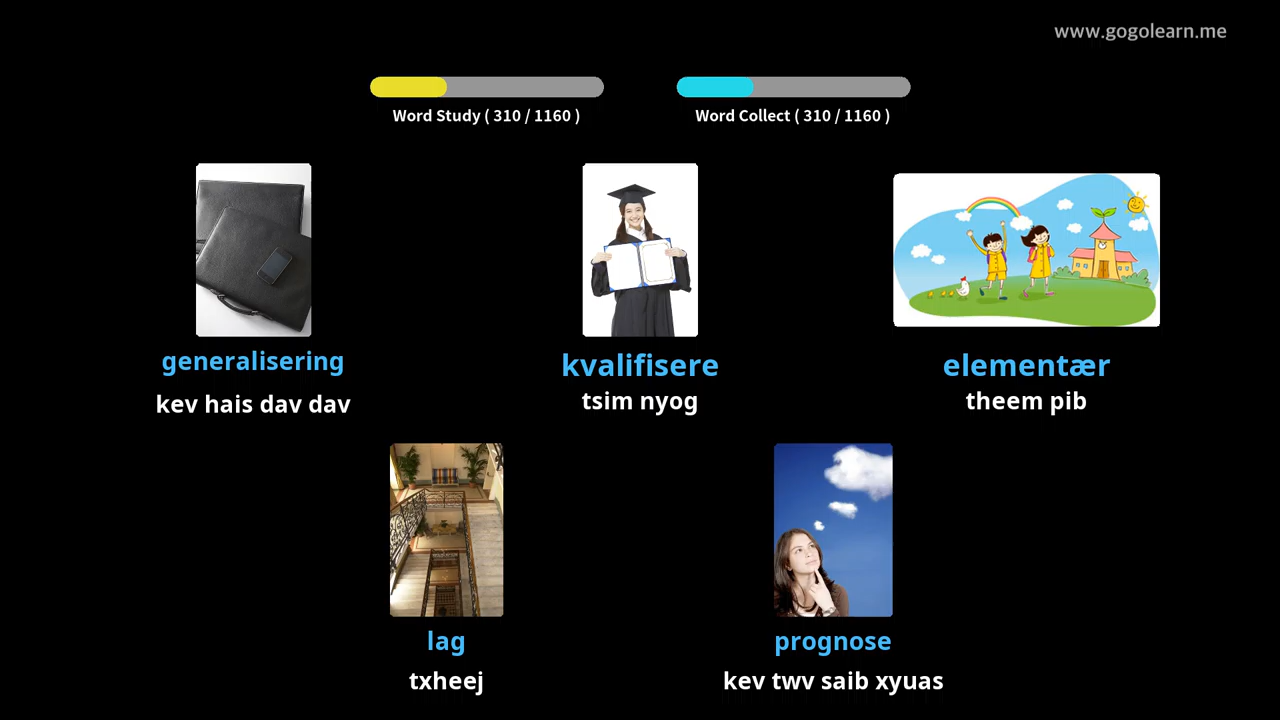 www.gogolearn.me
Word Study ( 310 / 1160 )
Word Collect ( 310 / 1160 )
generalisering
kev hais dav dav
kvalifisere
tsim nyog
elementær
theem pib
lag
txheej
prognose
kev twv saib xyuas